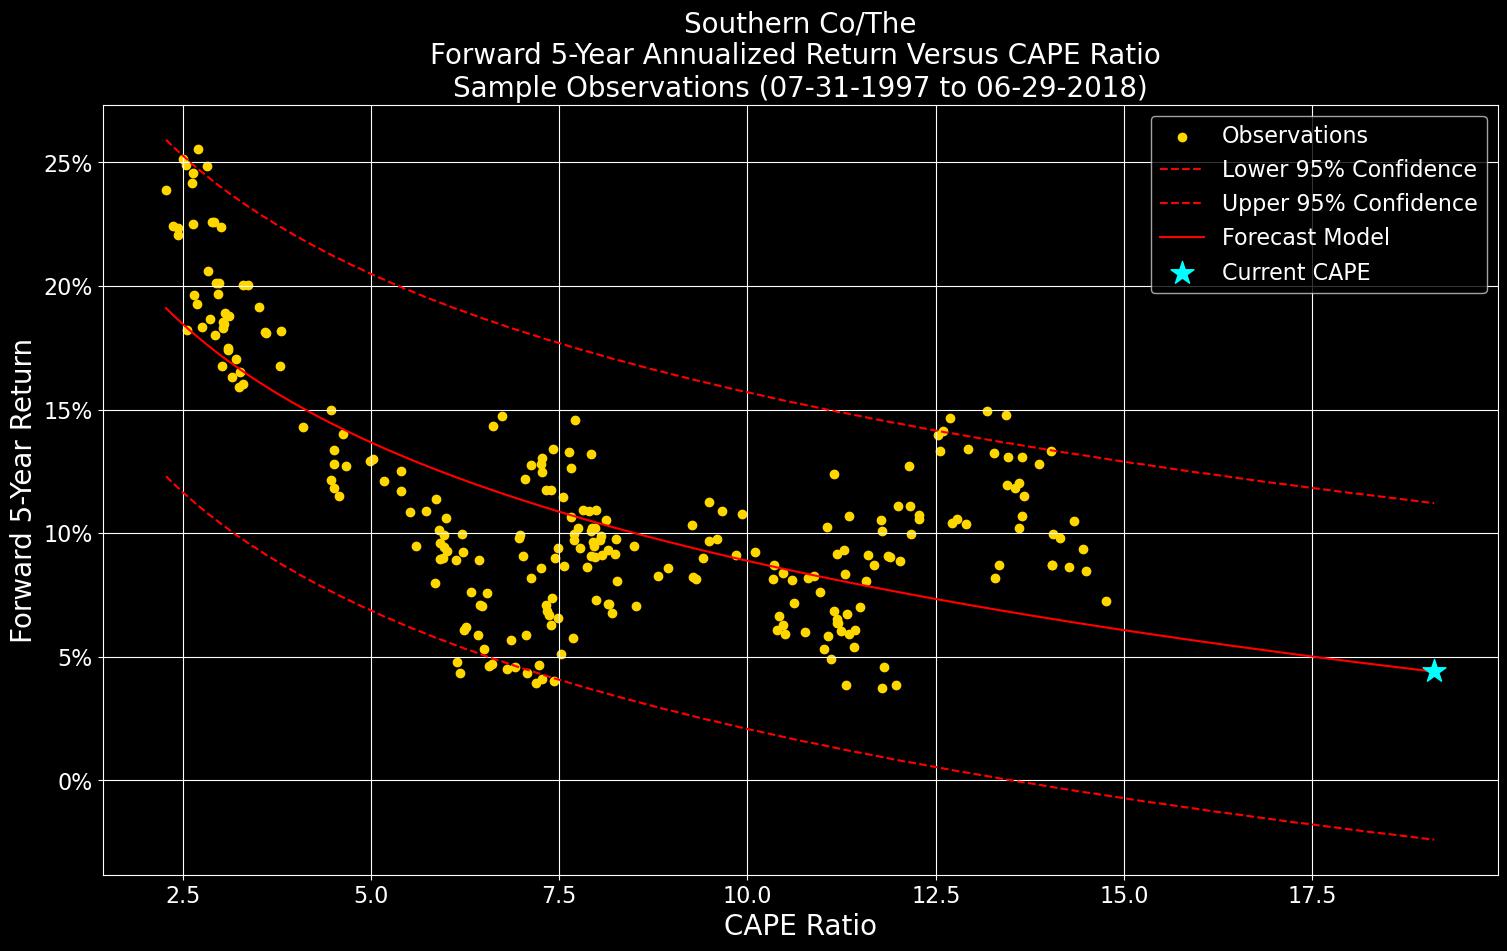 Southern Co/The
Forward 5-Year Annualized Return Versus CAPE Ratio
Sample Observations (07-31-1997 to 06-29-2018)
Observations
Lower 95% Confidence
Upper 95% Confidence
Forecast Model
Current CAPE
Forward 5-Year Return
25%
20%
15%
10%
5%
0%
2.5 5.0 7.5 10.0 12.5 15.0 17.5
CAPE Ratio